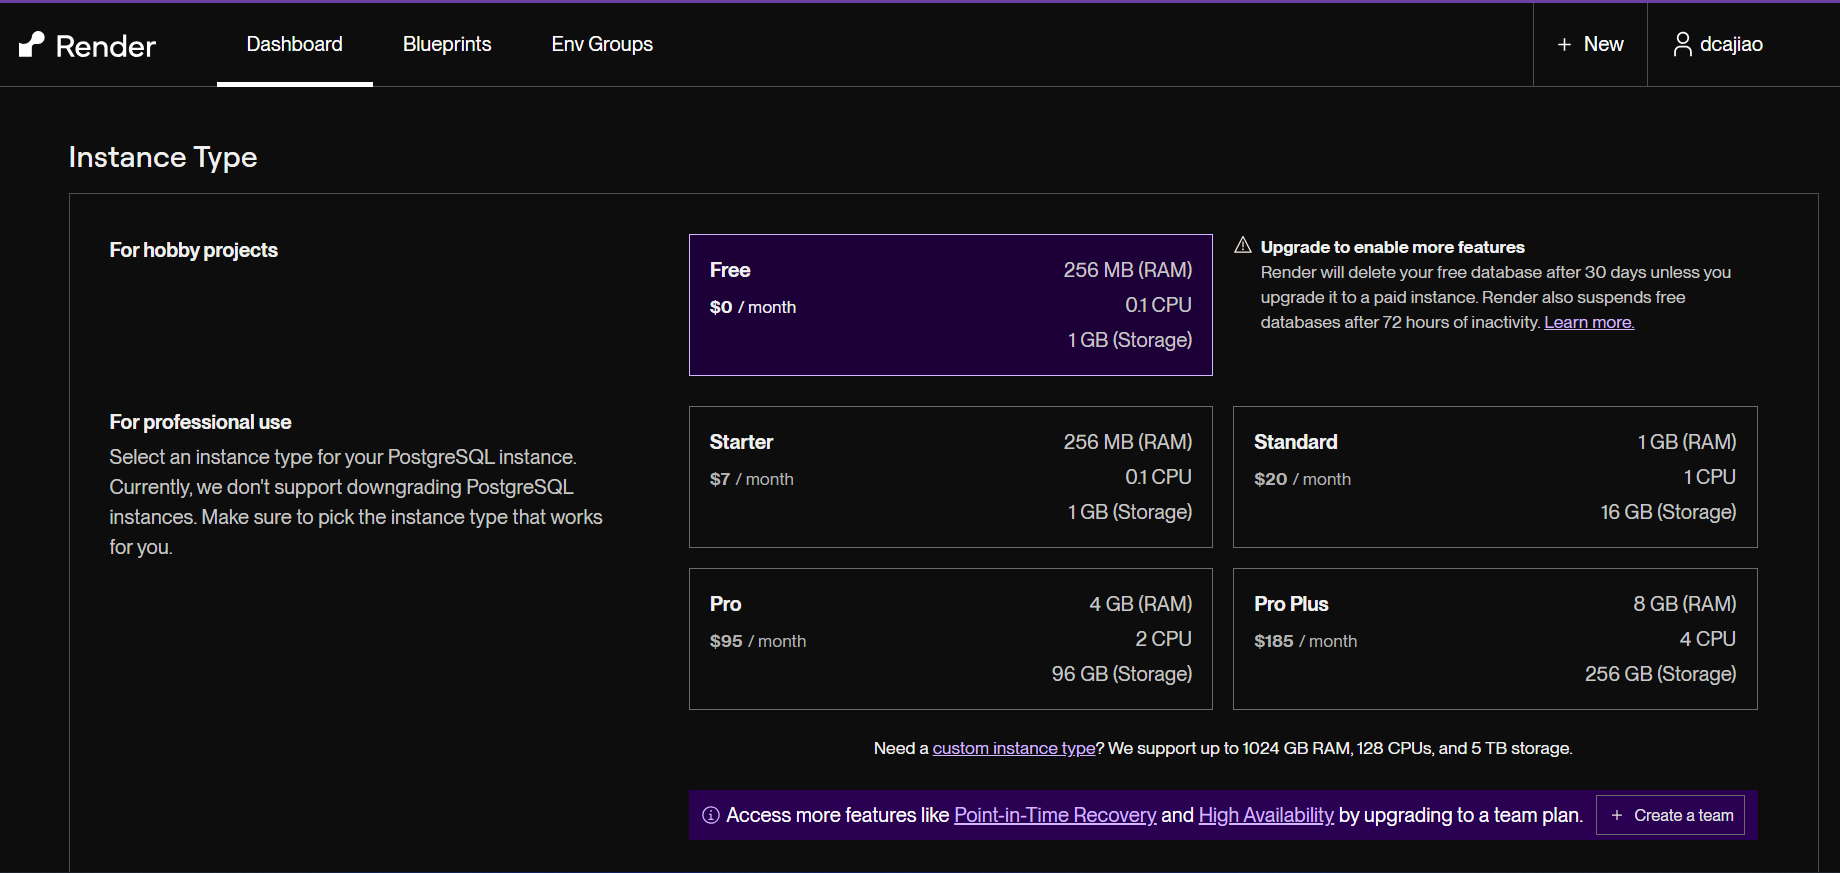 Render
Dashboard
Blueprints
Env Groups
+ New
dcajiao
Instance Type
For hobby projects
Free
$0 / month
256 MB (RAM)
0.1 CPU
1 GB (Storage)
Upgrade to enable more features
Render will delete your free database after 30 days unless you
upgrade it to a paid instance. Render also suspends free
databases after 72 hours of inactivity. Learn more.
For professional use
Select an instance type for your PostgreSQL instance.
Currently, we don't support downgrading PostgreSQL
instances. Make sure to pick the instance type that works
for you.
Starter
$7 / month
256 MB (RAM)
0.1 CPU
1 GB (Storage)
Standard
$20 / month
1 GB (RAM)
1 CPU
16 GB (Storage)
Pro
$95 / month
4 GB (RAM)
2 CPU
96 GB (Storage)
Pro Plus
$185 / month
8 GB (RAM)
4 CPU
256 GB (Storage)
Need a custom instance type? We support up to 1024 GB RAM, 128 CPUs, and 5 TB storage.
Access more features like Point-in-Time Recovery and High Availability by upgrading to a team plan.
+ Create a team